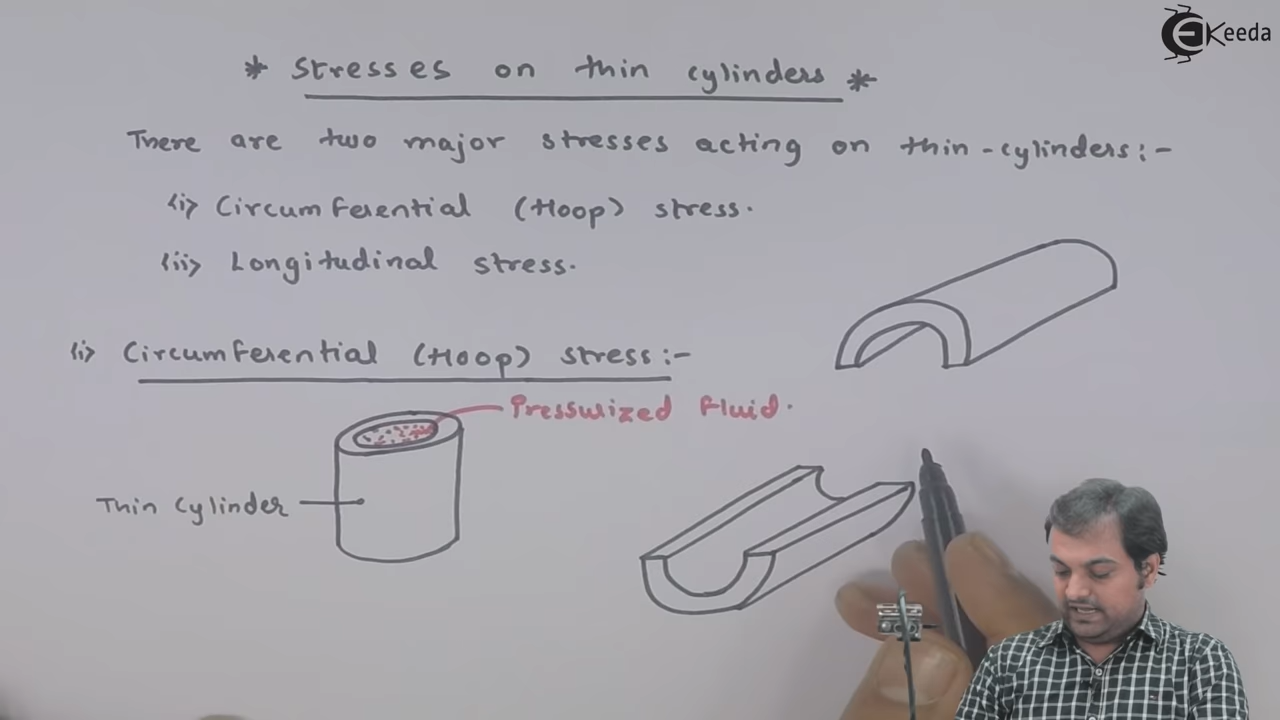 EKeeda
* Stresses on thin cylinders *
There are two major stresses acting on thin-cylinders:-
(i) Circumferential (Hoop) stress.
(ii) Longitudinal stress.
(i) Circumferential (Hoop) stress:-
Pressurized Fluid.
Thin Cylinder